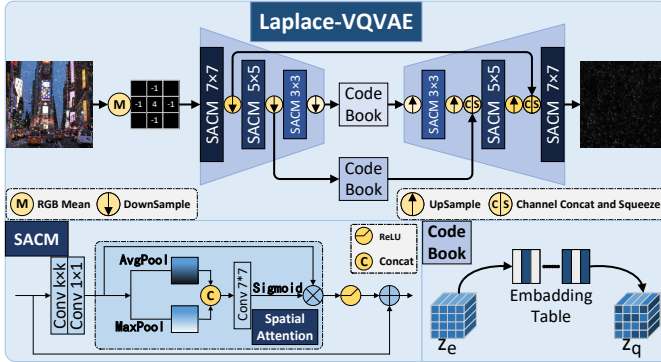 Laplace-VQVAE
M
-1
-1 4 -1
-1
SACM 7×7
SACM 5×5
SACM 3×3
Code
Book
Code
Book
SACM 3×3
C S
SACM 5×5
C S
SACM 7×7
M RGB Mean
DownSample
UpSample
C S Channel Concat and Squeeze
SACM
Conv k×k
Conv 1×1
AvgPool
MaxPool
C
Conv 7*7
Sigmoid
Spatial
Attention
ReLU
C Concat
Code
Book
Embedding
Table
Ze
Zq